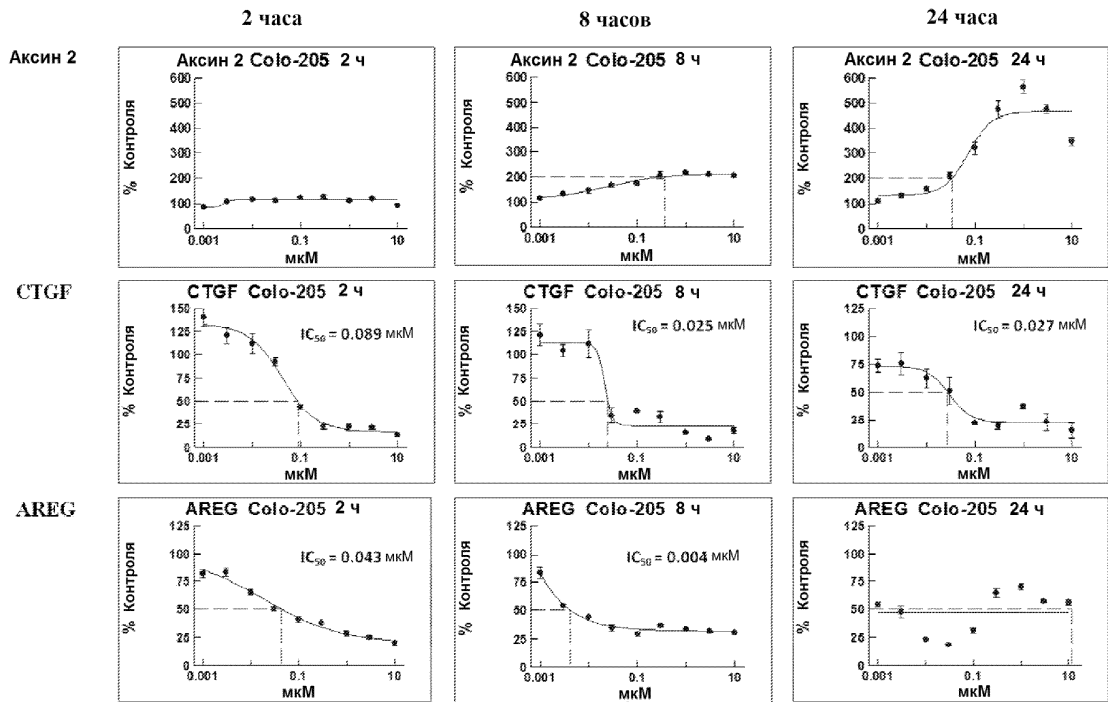 2 часа
8 часов
24 часа
Аксин 2
Аксин 2 Colo-205 2 ч
% Контроля
600
500
400
300
200
100
0
0.001
0.1
10
мкМ
Аксин 2 Colo-205 8 ч
% Контроля
600
500
400
300
200
100
0
0.001
0.1
10
мкМ
Аксин 2 Colo-205 24 ч
% Контроля
600
500
400
300
200
100
0
0.001
0.1
10
мкМ
CTGF
CTGF Colo-205 2 ч
IC50 = 0.089 мкМ
% Контроля
150
125
100
75
50
25
0
0.001
0.1
10
мкМ
CTGF Colo-205 8 ч
IC50 = 0.025 мкМ
% Контроля
150
125
100
75
50
25
0
0.001
0.1
10
мкМ
CTGF Colo-205 24 ч
IC50 = 0.027 мкМ
% Контроля
150
125
100
75
50
25
0
0.001
0.1
10
мкМ
AREG
AREG Colo-205 2 ч
IC50 = 0.043 мкМ
% Контроля
125
100
75
50
25
0
0.001
0.1
10
мкМ
AREG Colo-205 8 ч
IC50 = 0.004 мкМ
% Контроля
125
100
75
50
25
0
0.001
0.1
10
мкМ
AREG Colo-205 24 ч
% Контроля
125
100
75
50
25
0
0.001
0.1
10
мкМ